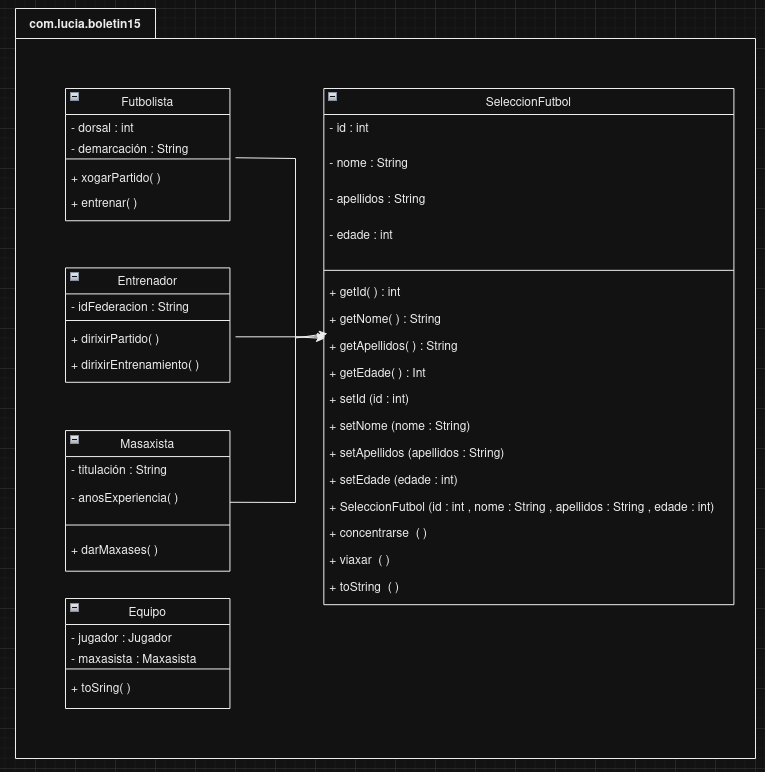 com.lucia.boletin15
Futbolista
- dorsal : int
- demarcación : String
+ xogarPartido( )
+ entrenar( )
Entrenador
- idFederacion : String
+ dirixirPartido( )
+ dirixirEntrenamiento( )
Masaxista
- titulación : String
- anosExperiencia( )
+ darMaxases( )
Equipo
- jugador : Jugador
- maxasista : Maxasista
+ toSring( )
SeleccionFutbol
- id : int
- nome : String
- apellidos : String
- edade : int
+ getId( ) : int
+ getNome( ) : String
+ getApellidos( ) : String
+ getEdade( ) : Int
+ setId (id : int)
+ setNome (nome : String)
+ setApellidos (apellidos : String)
+ setEdade (edade : int)
+ SeleccionFutbol (id : int , nome : String , apellidos : String , edade : int)
+ concentrarse  ( )
+ viaxar  ( )
+ toString  ( )